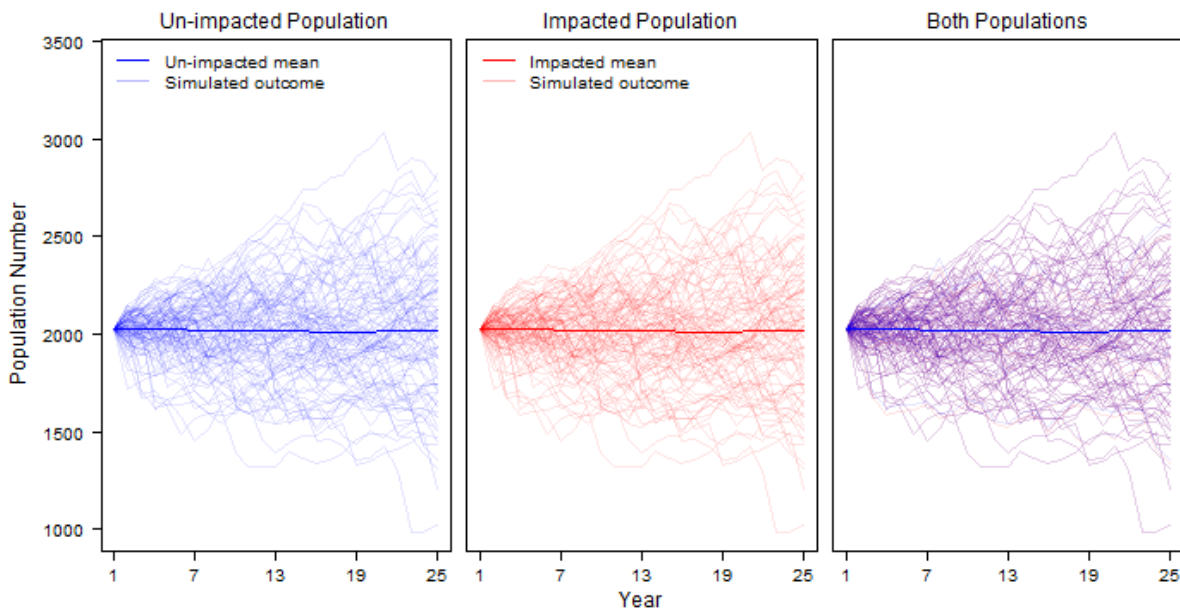 Un-impacted Population
Impacted Population
Both Populations
Population Number
3500
3000
2500
2000
1500
1000
Un-impacted mean
Simulated outcome
Impacted mean
Simulated outcome
1 7 13 19 25
1 7 13 19 25
1 7 13 19 25
Year